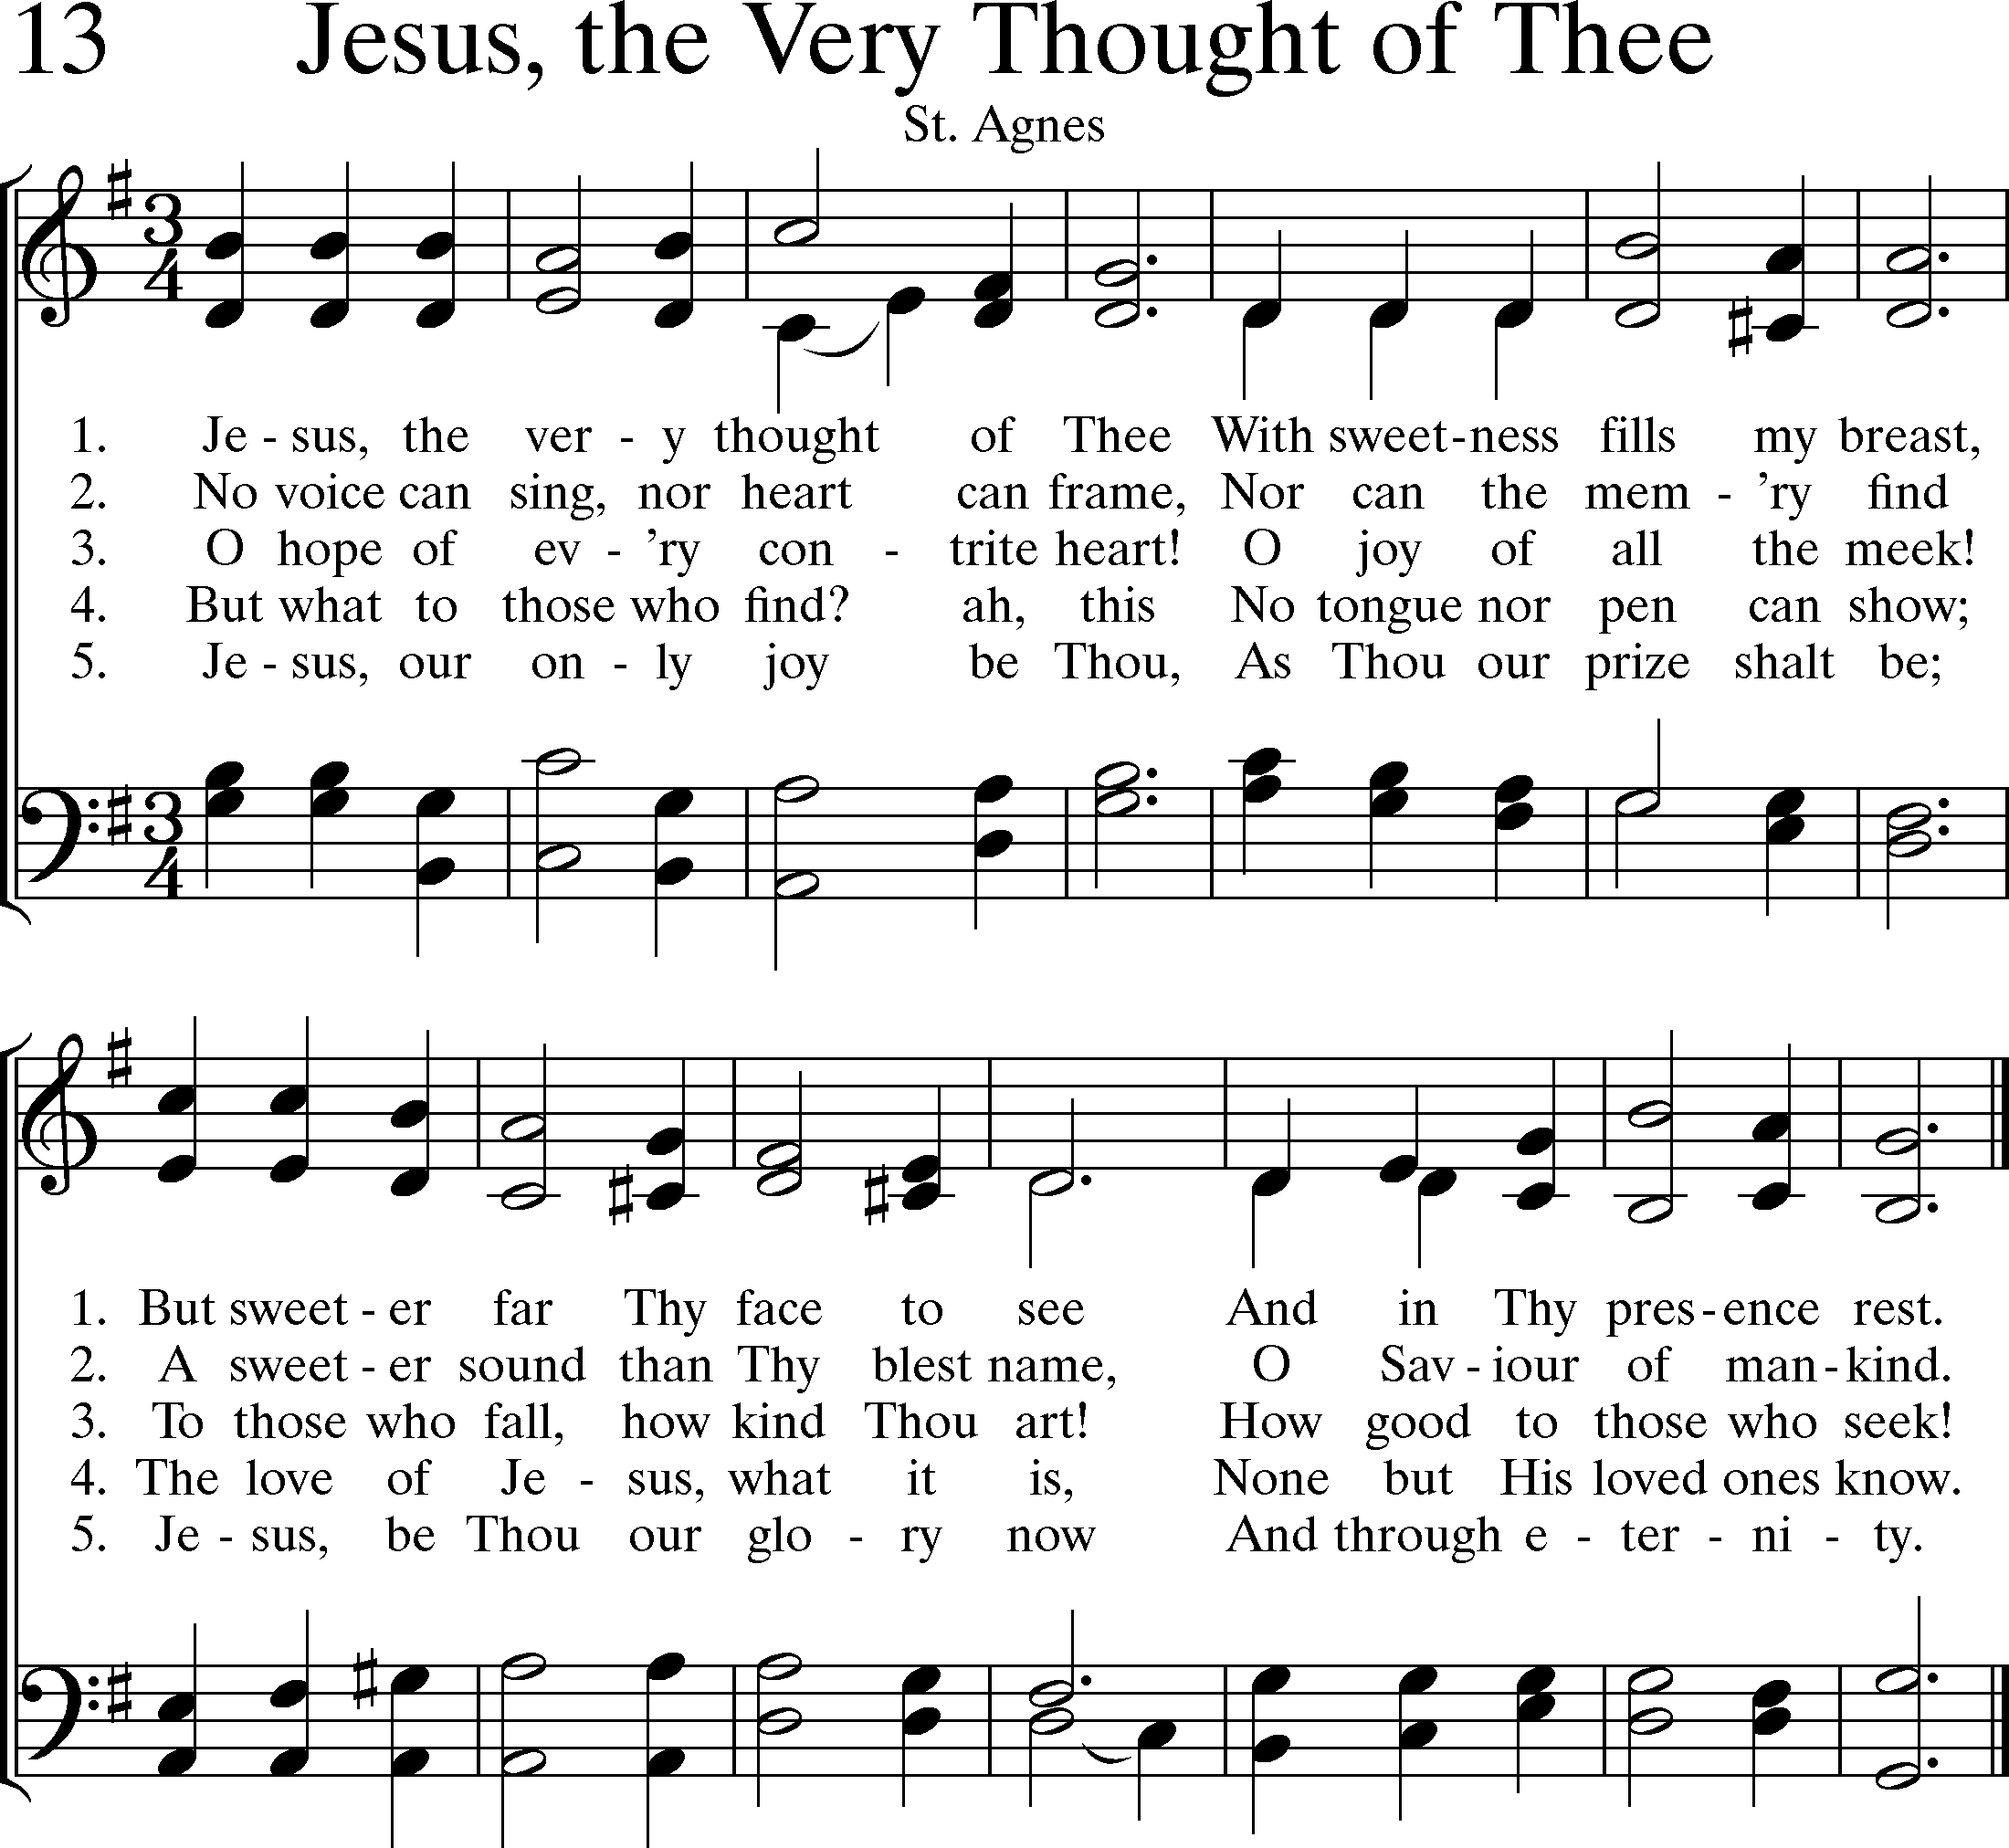 13 Jesus, the Very Thought of Thee
St. Agnes
3 4
1. Je - sus, the ver - y thought of Thee With sweet-ness fills my breast,
2. No voice can sing, nor heart can frame, Nor can the mem - ’ry find
3. O hope of ev - ’ry con - trite heart! O joy of all the meek!
4. But what to those who find? ah, this No tongue nor pen can show;
5. Je - sus, our on - ly joy be Thou, As Thou our prize shalt be;
3 4
1. But sweet - er far Thy face to see And in Thy pres-ence rest.
2. A sweet - er sound than Thy blest name, O Sav - iour of man-kind.
3. To those who fall, how kind Thou art! How good to those who seek!
4. The love of Je - sus, what it is, None but His loved ones know.
5. Je - sus, be Thou our glo - ry now And through e - ter - ni - ty.